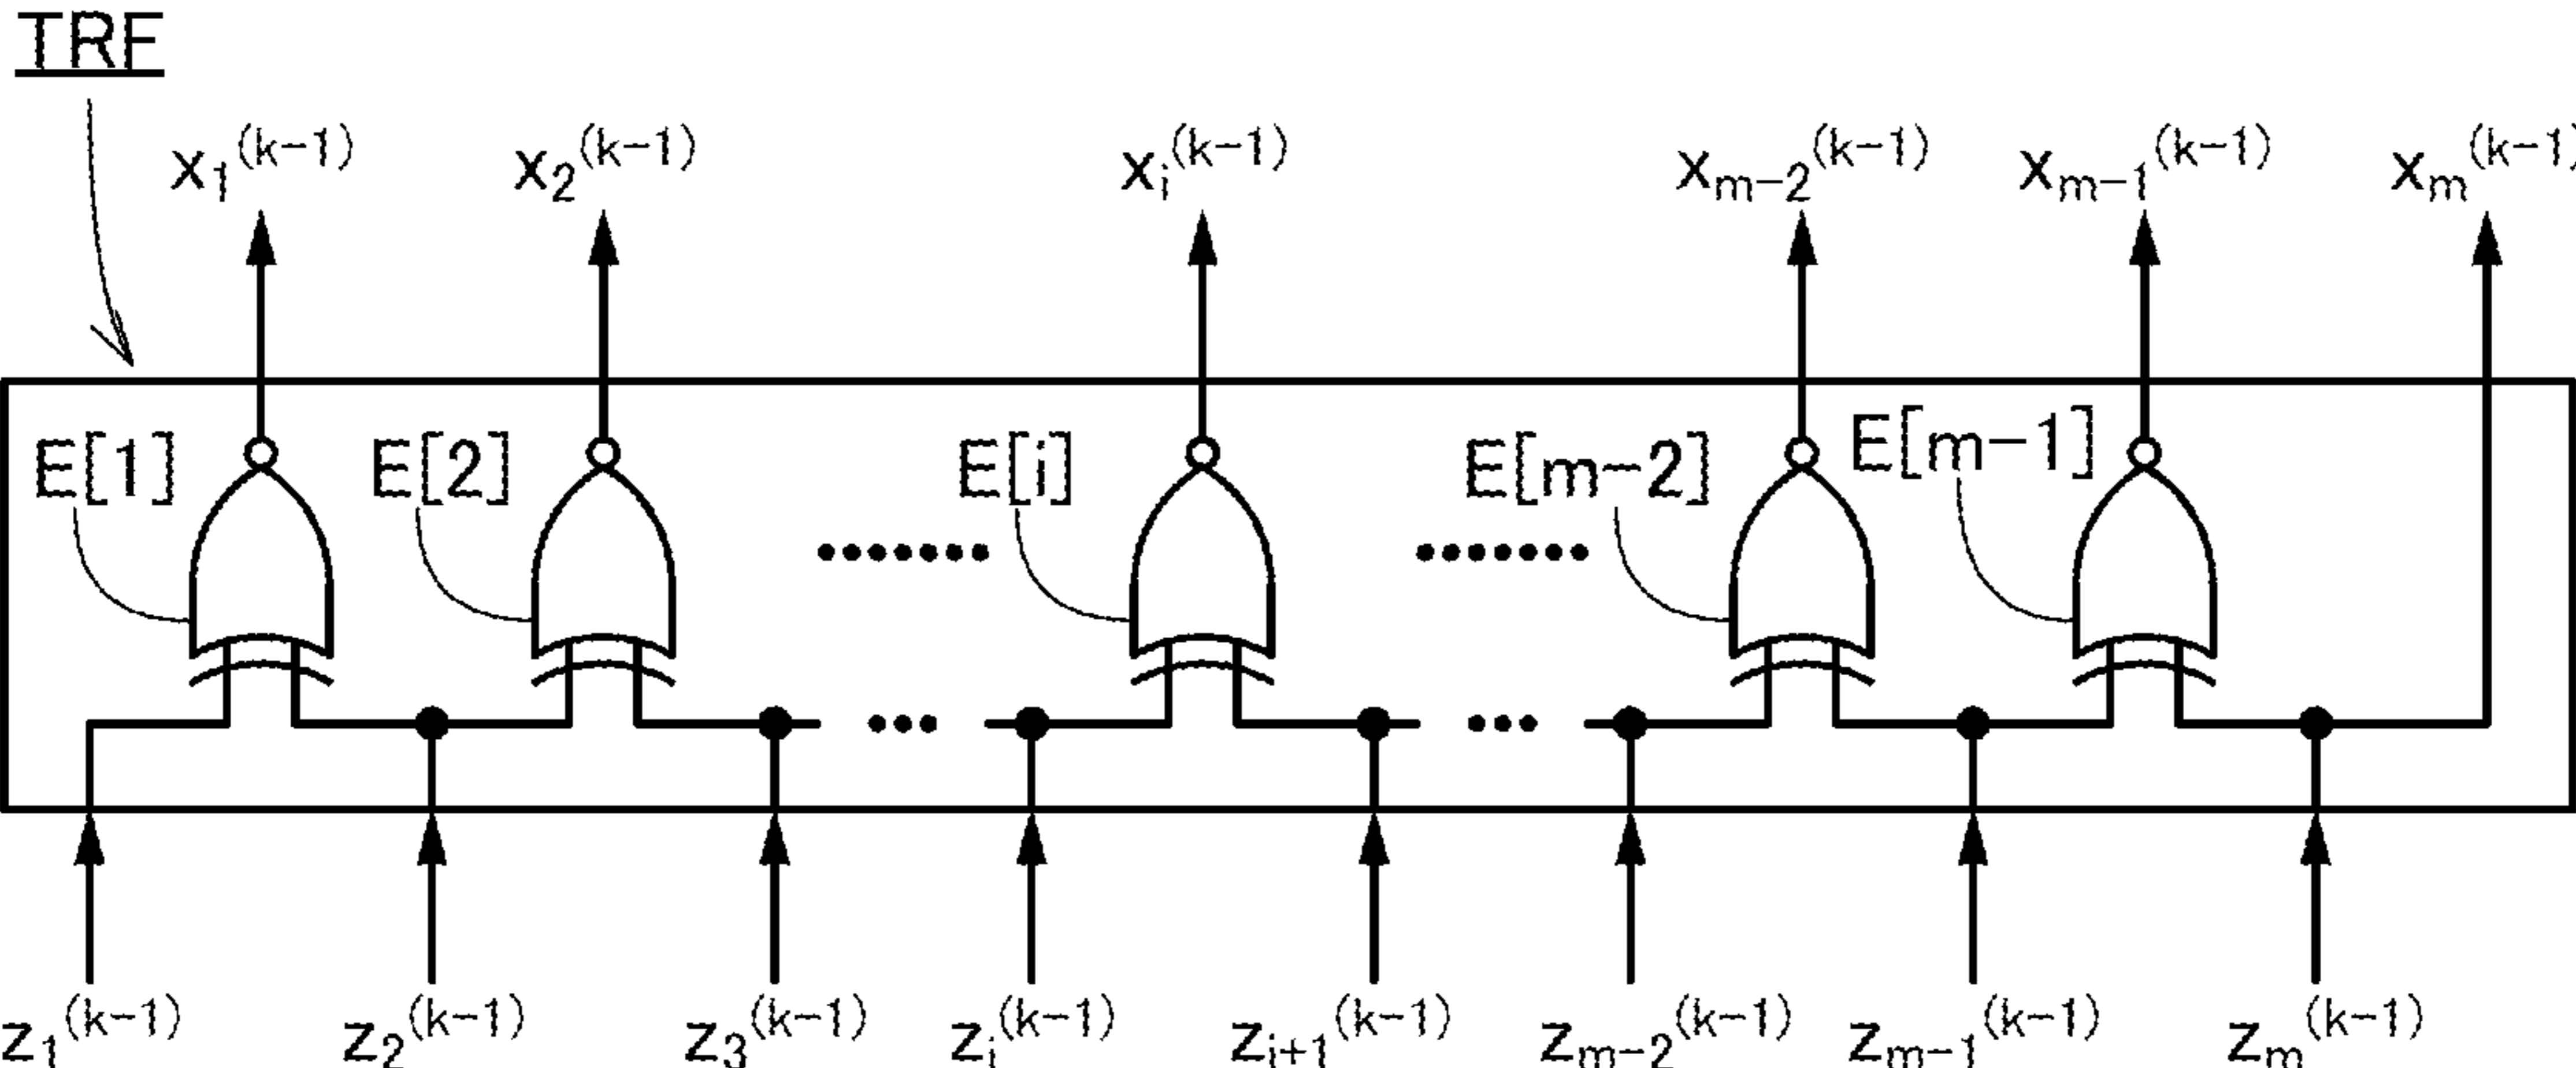 TRF
x₁⁽ᵏ⁻¹⁾ x₂⁽ᵏ⁻¹⁾ xᵢ⁽ᵏ⁻¹⁾ xₘ₋₂⁽ᵏ⁻¹⁾ xₘ₋₁⁽ᵏ⁻¹⁾ xₘ⁽ᵏ⁻¹⁾
E[1] E[2] ······· E[i] ······· E[m-2] E[m-1]
··· ···
z₁⁽ᵏ⁻¹⁾ z₂⁽ᵏ⁻¹⁾ z₃⁽ᵏ⁻¹⁾ zᵢ⁽ᵏ⁻¹⁾ zᵢ₊₁⁽ᵏ⁻¹⁾ zₘ₋₂⁽ᵏ⁻¹⁾ zₘ₋₁⁽ᵏ⁻¹⁾ zₘ⁽ᵏ⁻¹⁾